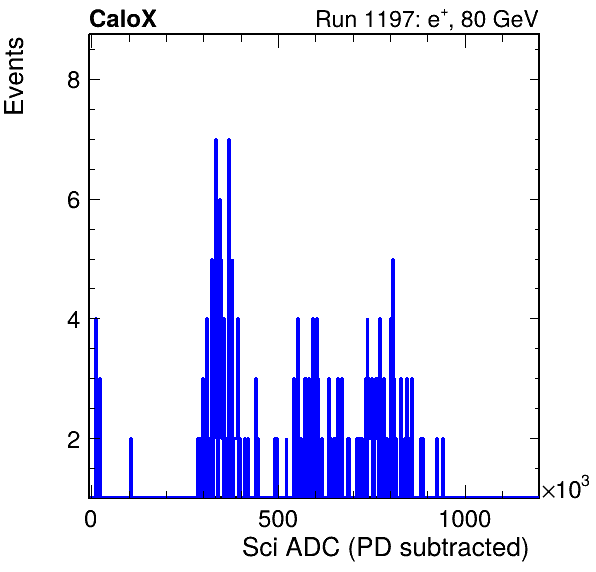 CaloX Run 1197: e⁺, 80 GeV
Events
8
6
4
2
0 500 1000 ×10³
Sci ADC (PD subtracted)